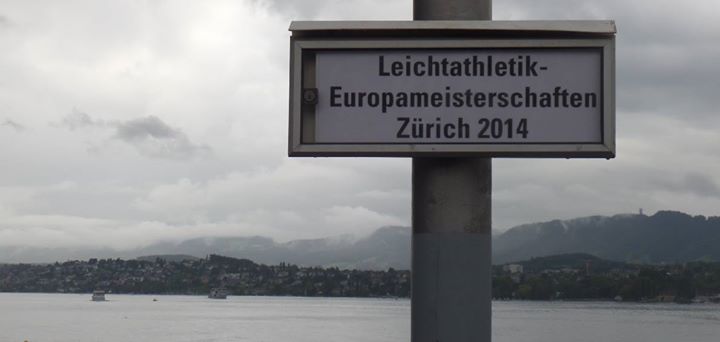 Leichtathletik-
Europameisterschaften
Zürich 2014